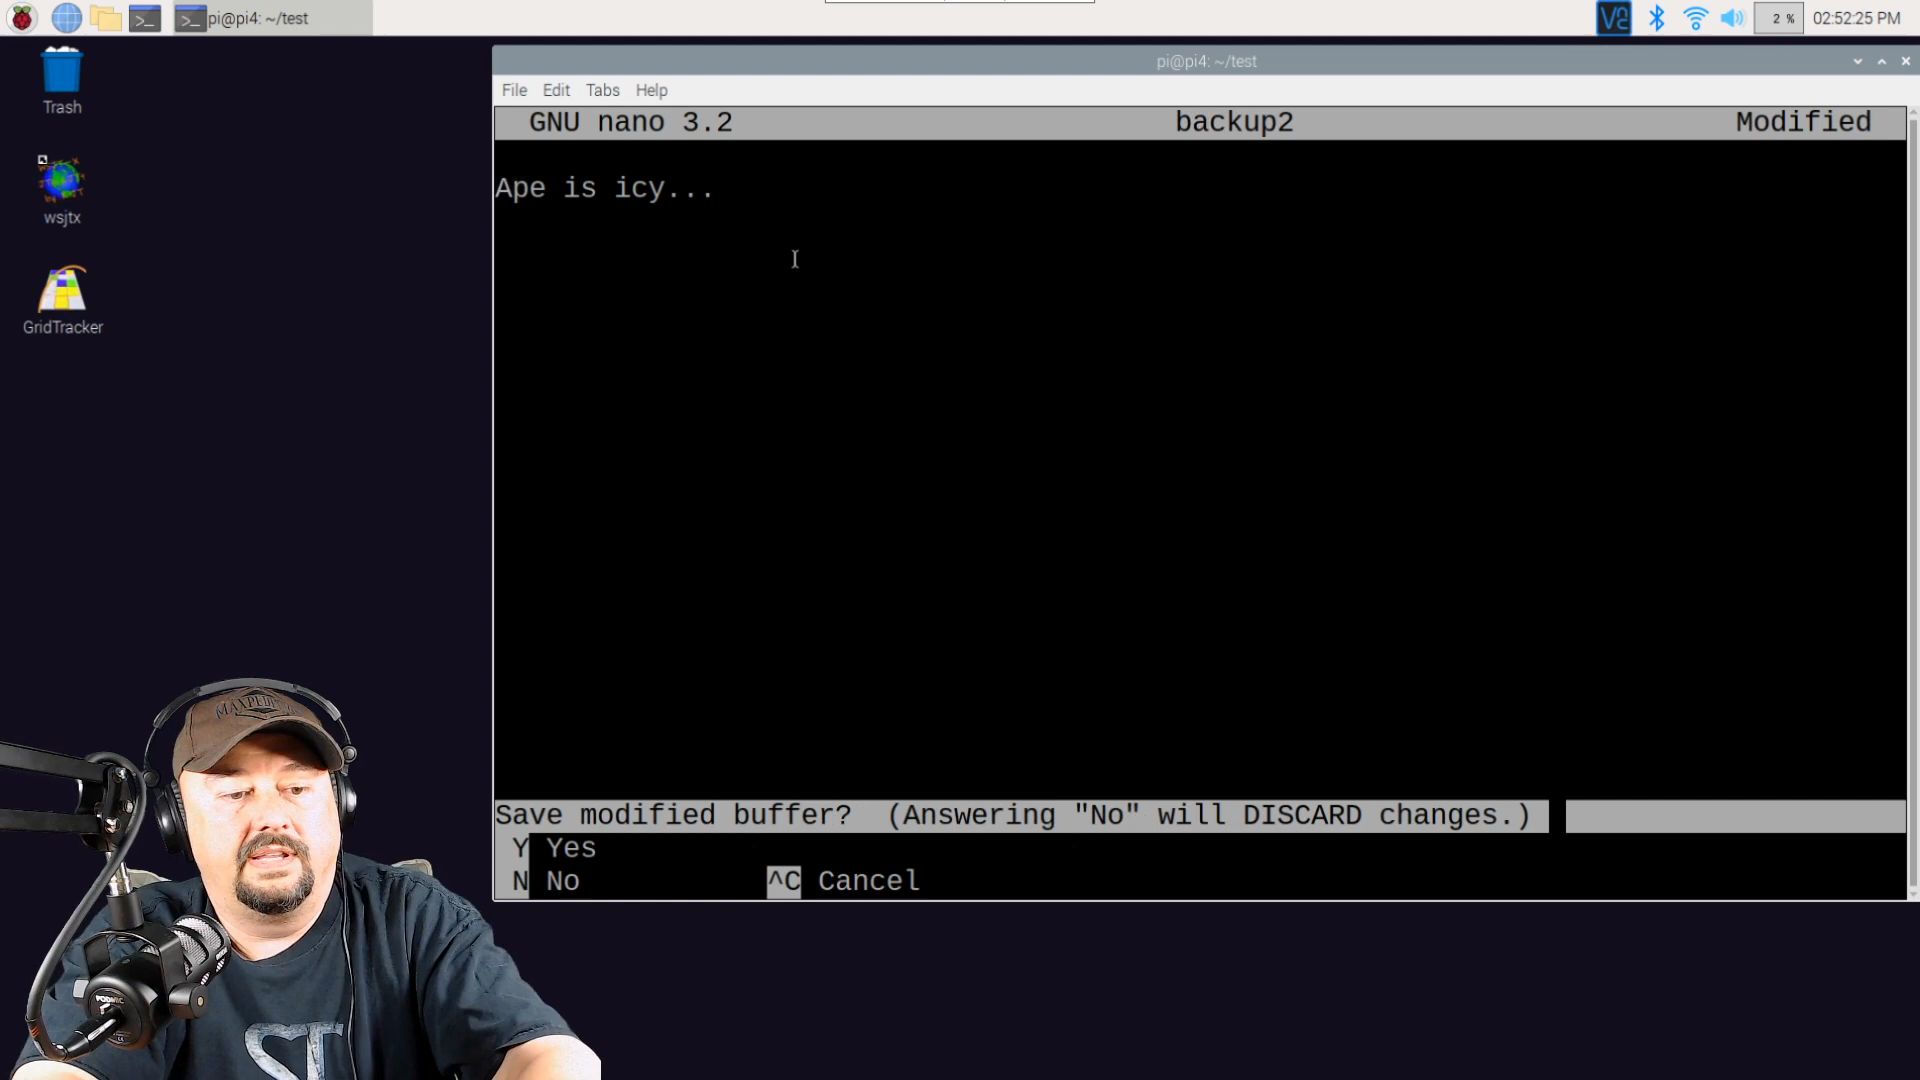 pi@pi4: ~/test
V2
2 %
02:52:25 PM
Trash
wsjtx
GridTracker
pi@pi4: ~/test
File Edit Tabs Help
GNU nano 3.2 backup2 Modified
Ape is icy...
Save modified buffer? (Answering "No" will DISCARD changes.)
Y Yes
N No ^C Cancel
PODMIC